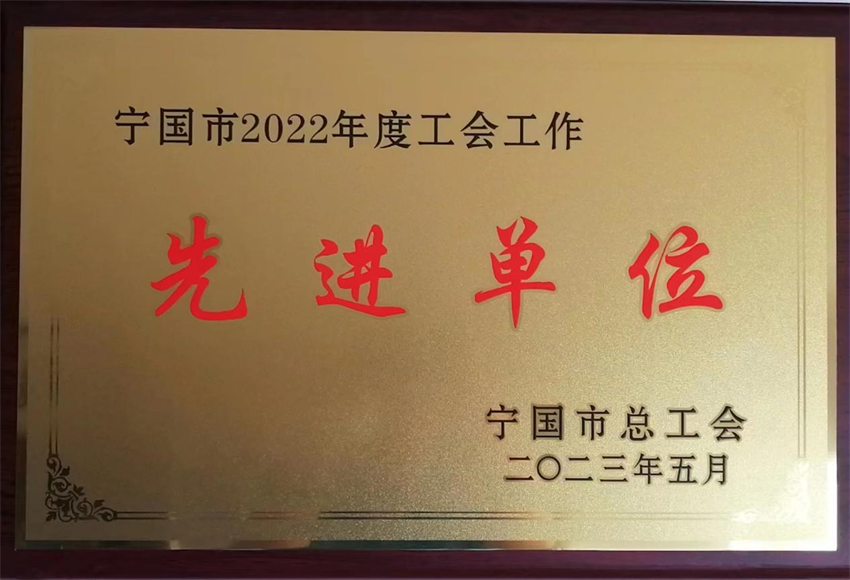 宁国市2022年度工会工作
先进单位
宁国市总工会
二〇二三年五月